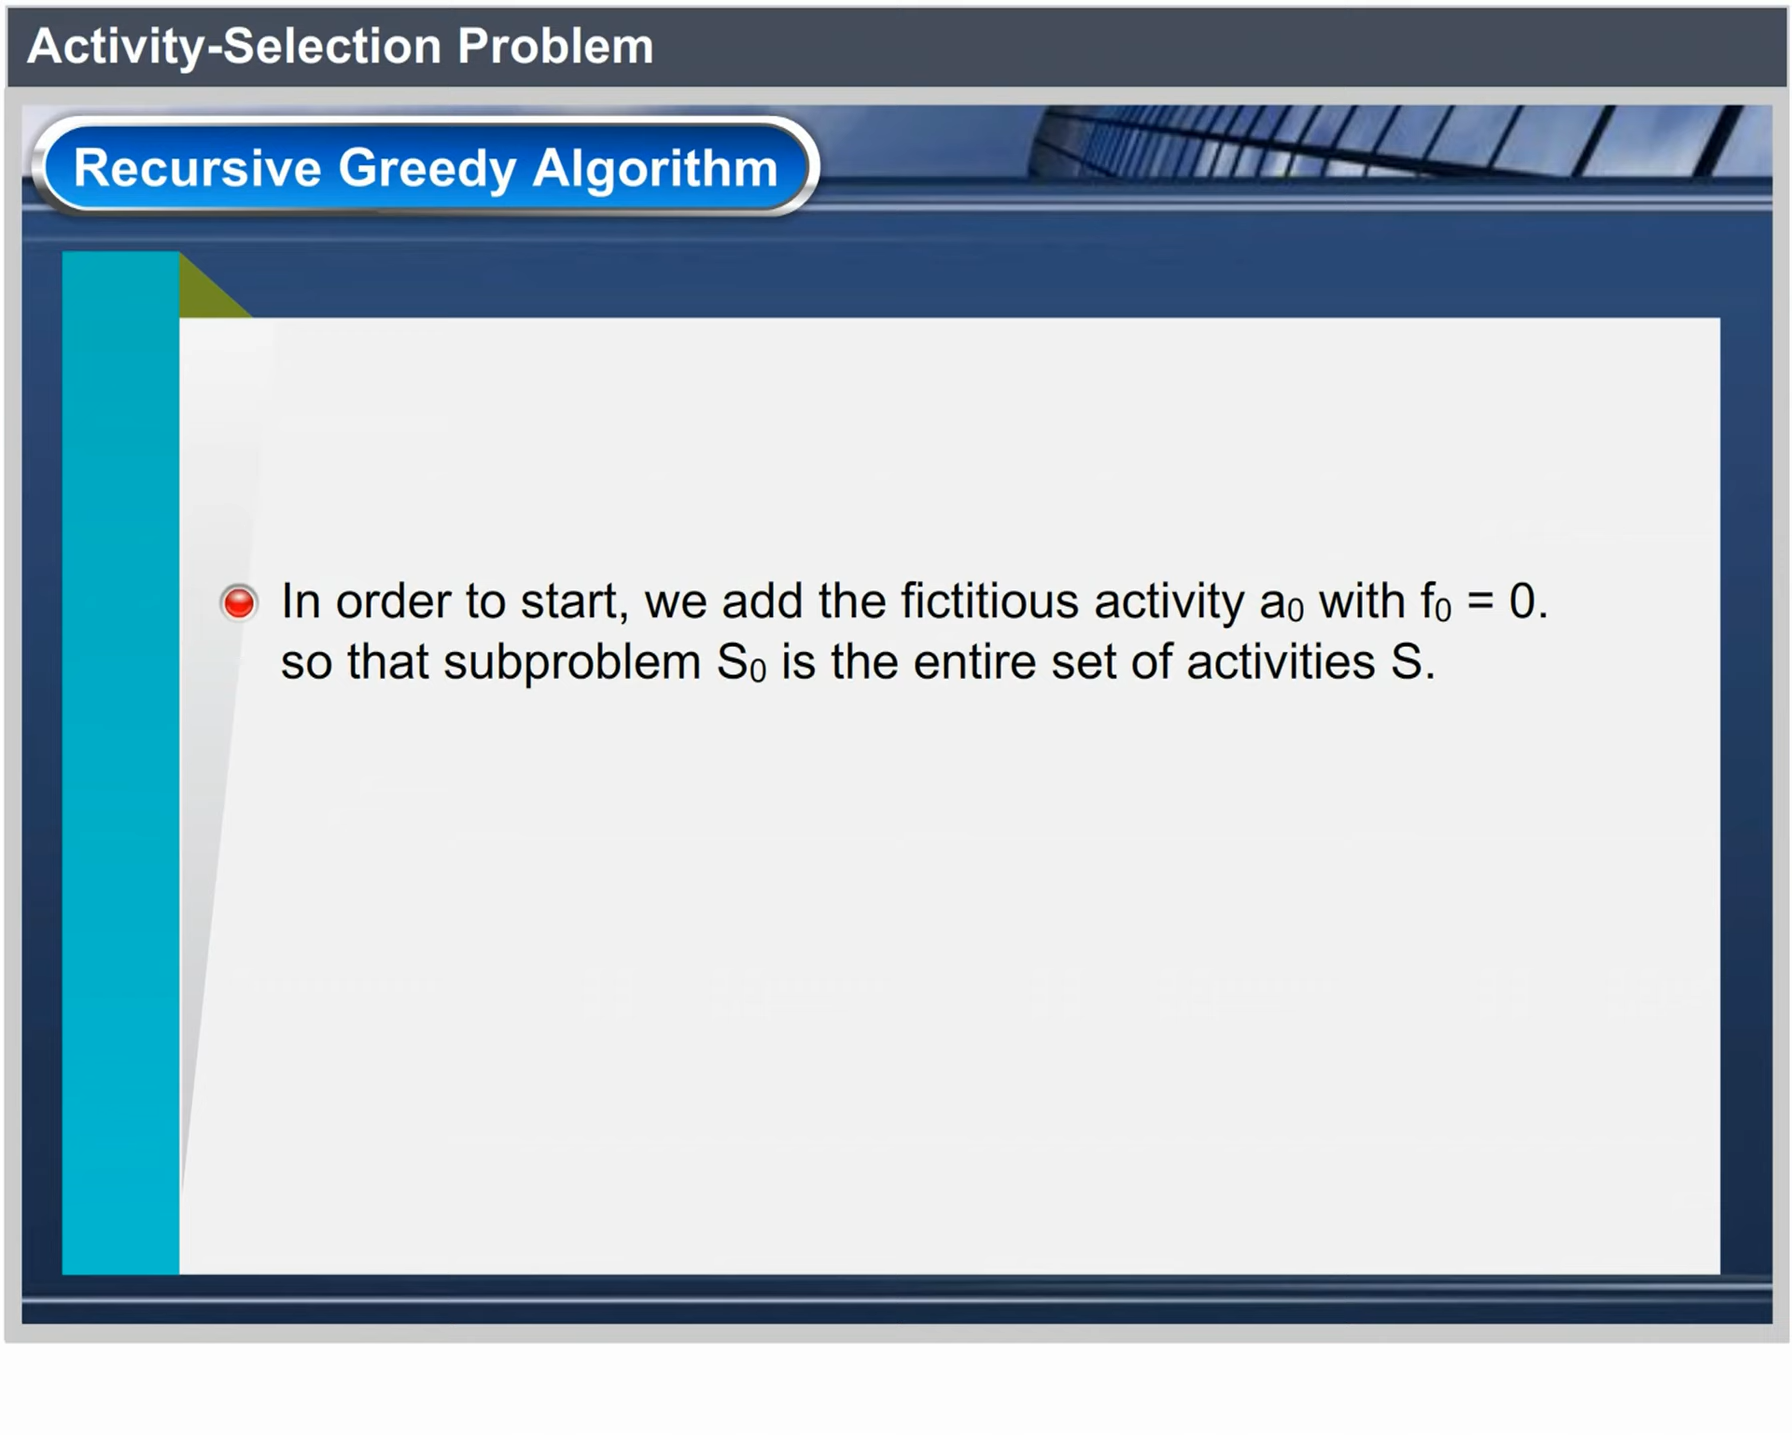 Activity-Selection Problem
Recursive Greedy Algorithm
In order to start, we add the fictitious activity a₀ with f₀ = 0.
so that subproblem S₀ is the entire set of activities S.